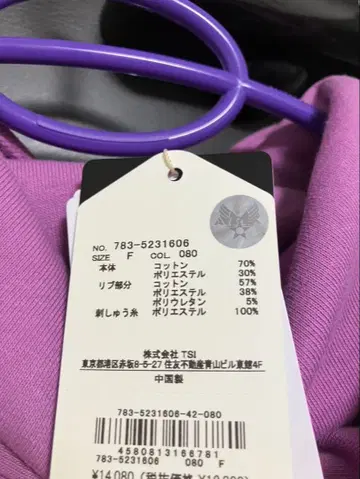 NO. 783-5231606
SIZE F COL 080
本体 コットン 70%
ポリエステル 30%
リブ部分 コットン 57%
ポリエステル 38%
ポリウレタン 5%
刺しゅう糸 ポリエステル 100%
株式会社 TSI
東京都港区赤坂8-5-27 住友不動産青山ビル東館4F
中国製
783-5231606-42-080
4580813166781
783-5231606 080 F
¥14,080 (税抜価格